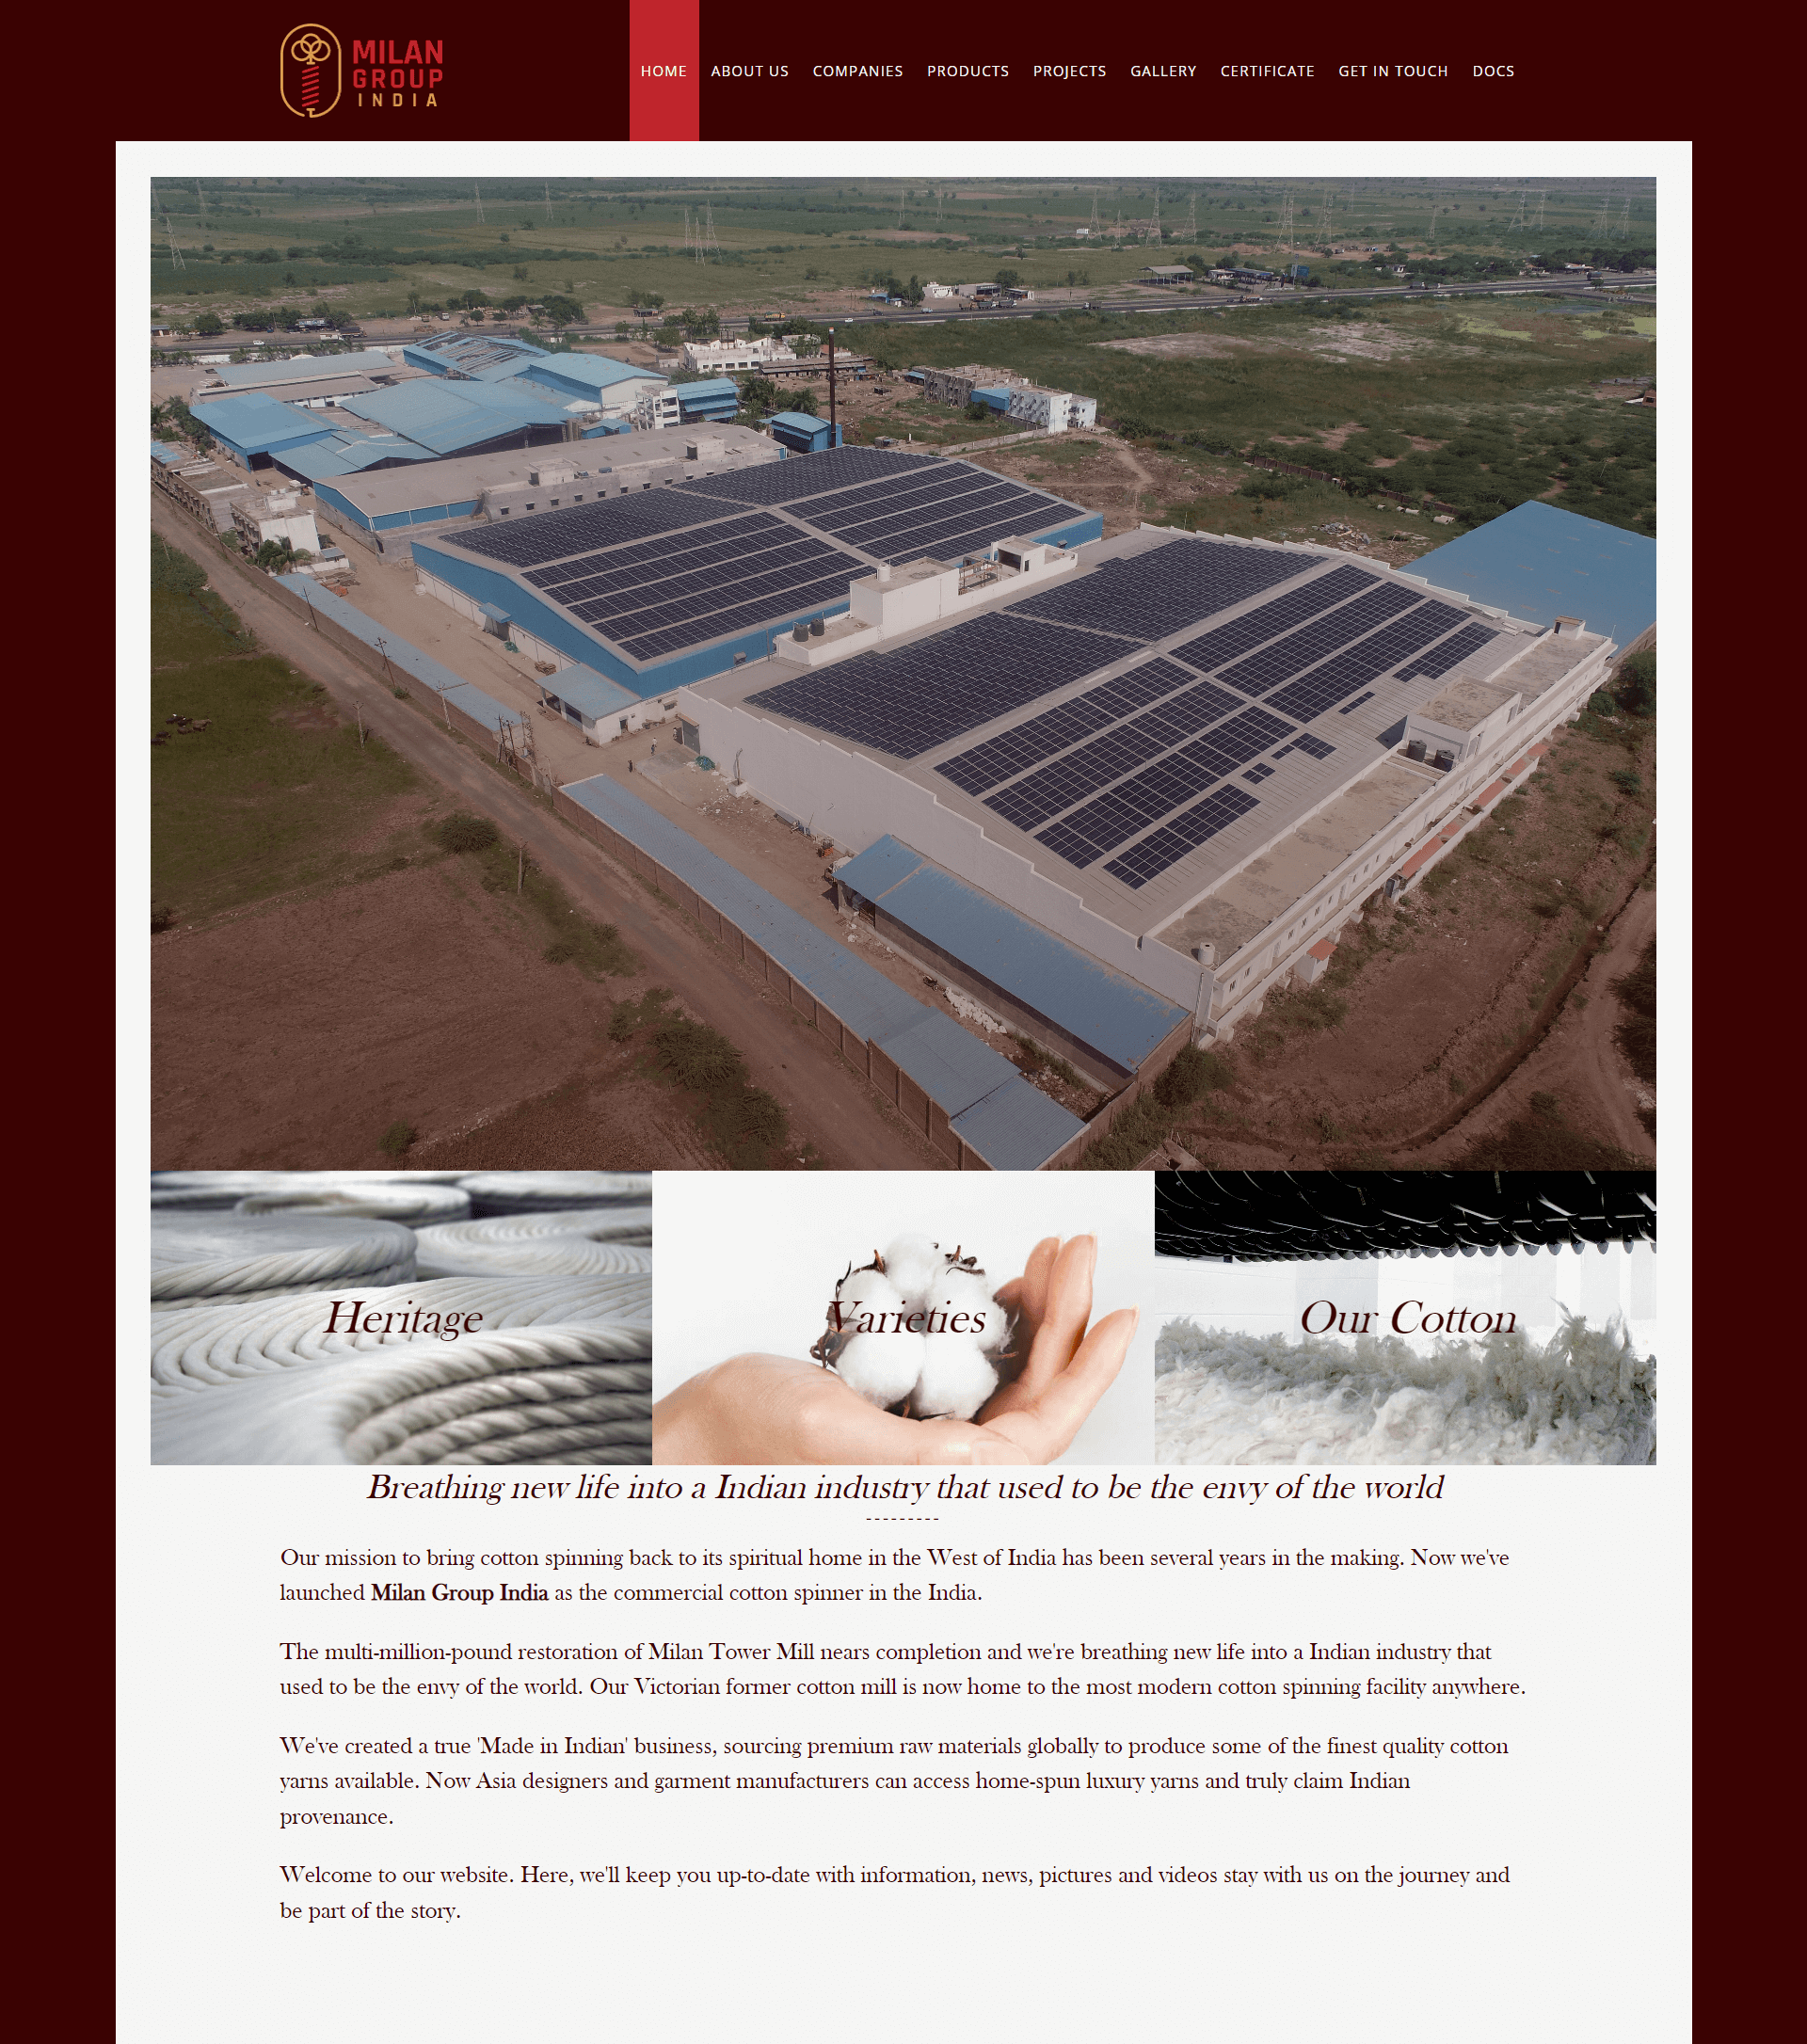 MILAN
GROUP
INDIA
HOME ABOUT US COMPANIES PRODUCTS PROJECTS GALLERY CERTIFICATE GET IN TOUCH DOCS
Heritage
Varieties
Our Cotton
Breathing new life into a Indian industry that used to be the envy of the world
---------
Our mission to bring cotton spinning back to its spiritual home in the West of India has been several years in the making. Now we've
launched Milan Group India as the commercial cotton spinner in the India.
The multi-million-pound restoration of Milan Tower Mill nears completion and we're breathing new life into a Indian industry that
used to be the envy of the world. Our Victorian former cotton mill is now home to the most modern cotton spinning facility anywhere.
We've created a true 'Made in Indian' business, sourcing premium raw materials globally to produce some of the finest quality cotton
yarns available. Now Asia designers and garment manufacturers can access home-spun luxury yarns and truly claim Indian
provenance.
Welcome to our website. Here, we'll keep you up-to-date with information, news, pictures and videos stay with us on the journey and
be part of the story.